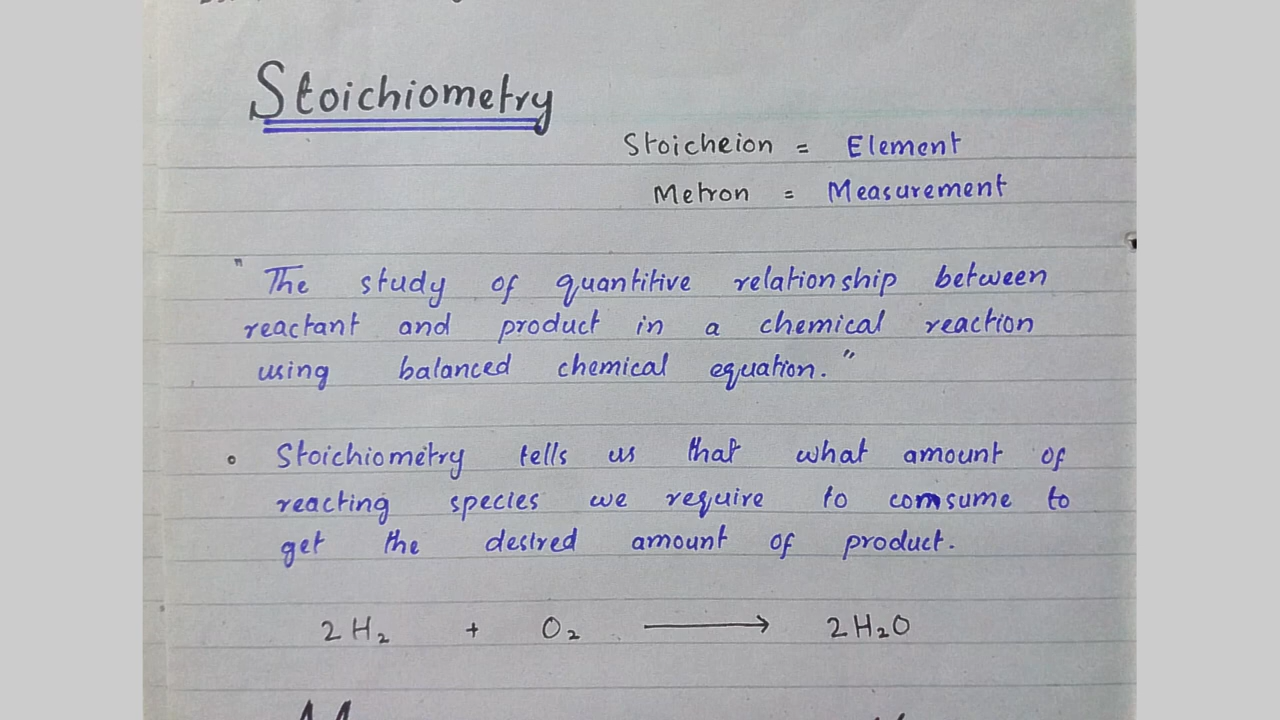 Stoichiometry
Stoicheion = Element
Metron = Measurement
"The study of quantitive relationship between
reactant and product in a chemical reaction
using balanced chemical equation."
∘ Stoichiometry tells us that what amount of
reacting species we require to comsume to
get the desired amount of product.
2H₂ + O₂ ⟶ 2H₂O